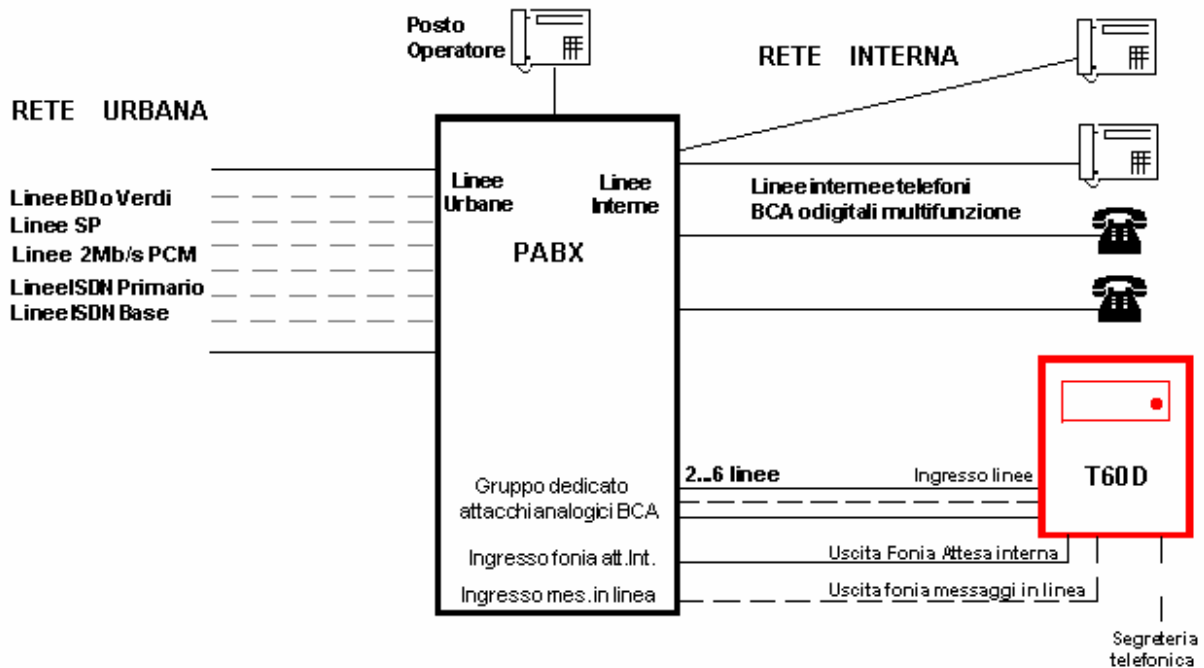 Posto
Operatore
RETE INTERNA
RETE URBANA
Linee BD o Verdi
Linee SP
Linee 2Mb/s PCM
Linee ISDN Primario
Linee ISDN Base
Linee
Urbane
Linee
Interne
PABX
Linee interne e telefoni
BCA o digitali multifunzione
2...6 linee
Ingresso linee
T60D
Gruppo dedicato
attacchi analogici BCA
Ingresso fonia att.Int.
Uscita Fonia Attesa interna
Ingresso mes. in linea
Uscita fonia messaggi in linea
Segreteria
telefonica